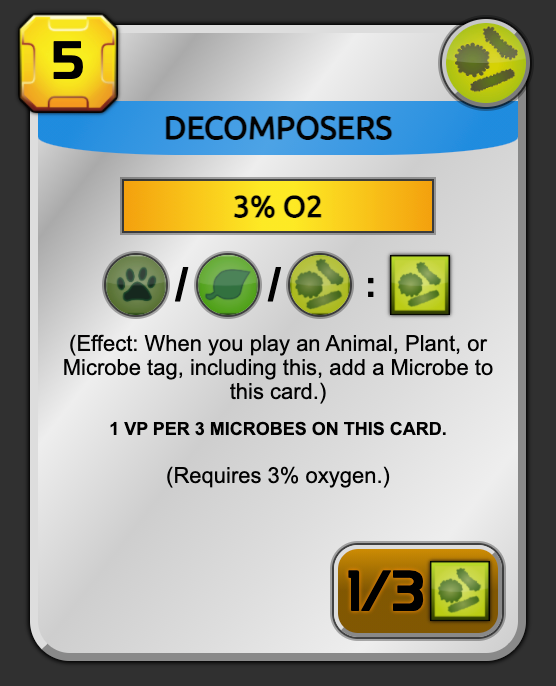 5
DECOMPOSERS
3% O2
/ / :
(Effect: When you play an Animal, Plant, or
Microbe tag, including this, add a Microbe to
this card.)
1 VP PER 3 MICROBES ON THIS CARD.
(Requires 3% oxygen.)
1/3